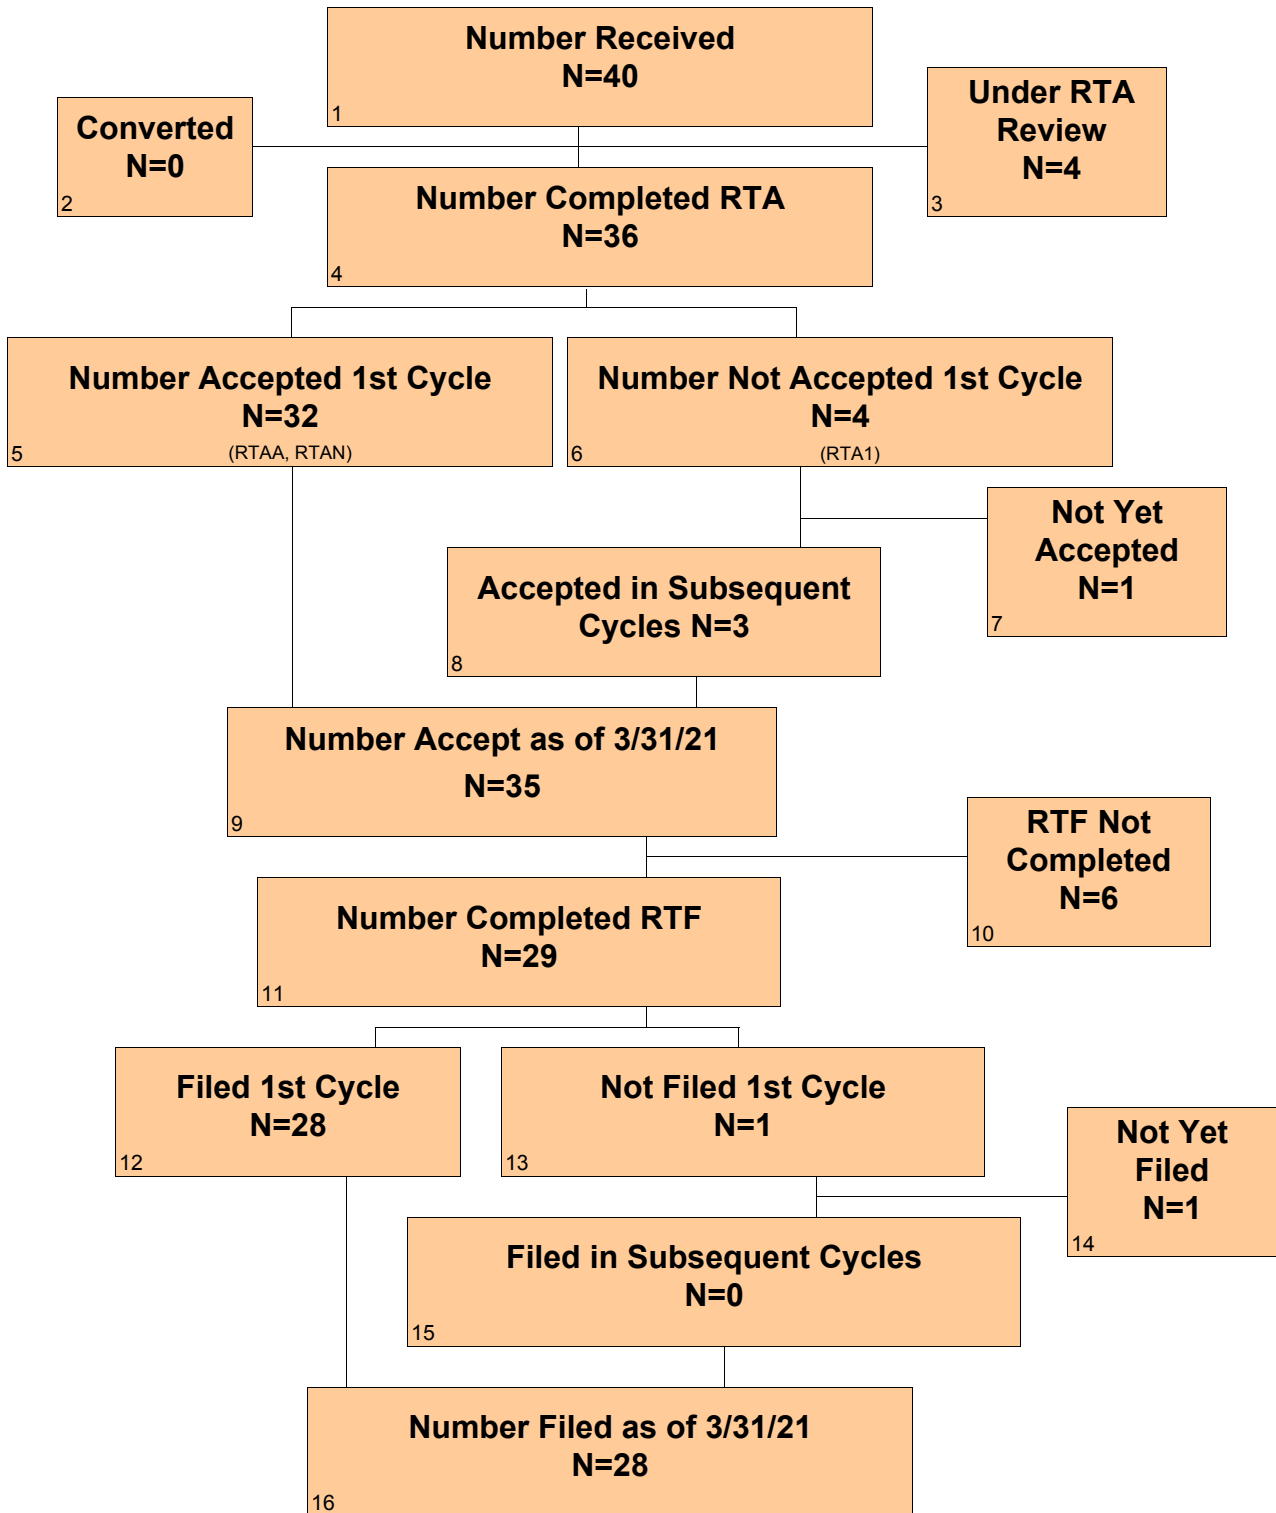 Number Received
N=40
1
Converted
N=0
2
Under RTA
Review
N=4
3
Number Completed RTA
N=36
4
Number Accepted 1st Cycle
N=32
(RTAA, RTAN)
5
Number Not Accepted 1st Cycle
N=4
(RTA1)
6
Not Yet
Accepted
N=1
7
Accepted in Subsequent
Cycles N=3
8
Number Accept as of 3/31/21
N=35
9
RTF Not
Completed
N=6
10
Number Completed RTF
N=29
11
Filed 1st Cycle
N=28
12
Not Filed 1st Cycle
N=1
13
Not Yet
Filed
N=1
14
Filed in Subsequent Cycles
N=0
15
Number Filed as of 3/31/21
N=28
16